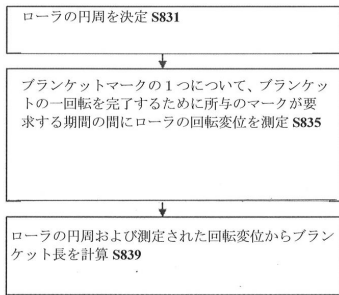 ローラの円周を決定 S831
ブランケットマークの1つについて、ブランケッ
トの一回転を完了するために所与のマークが要
求する期間の間にローラの回転変位を測定 S835
ローラの円周および測定された回転変位からブラン
ケット長を計算 S839